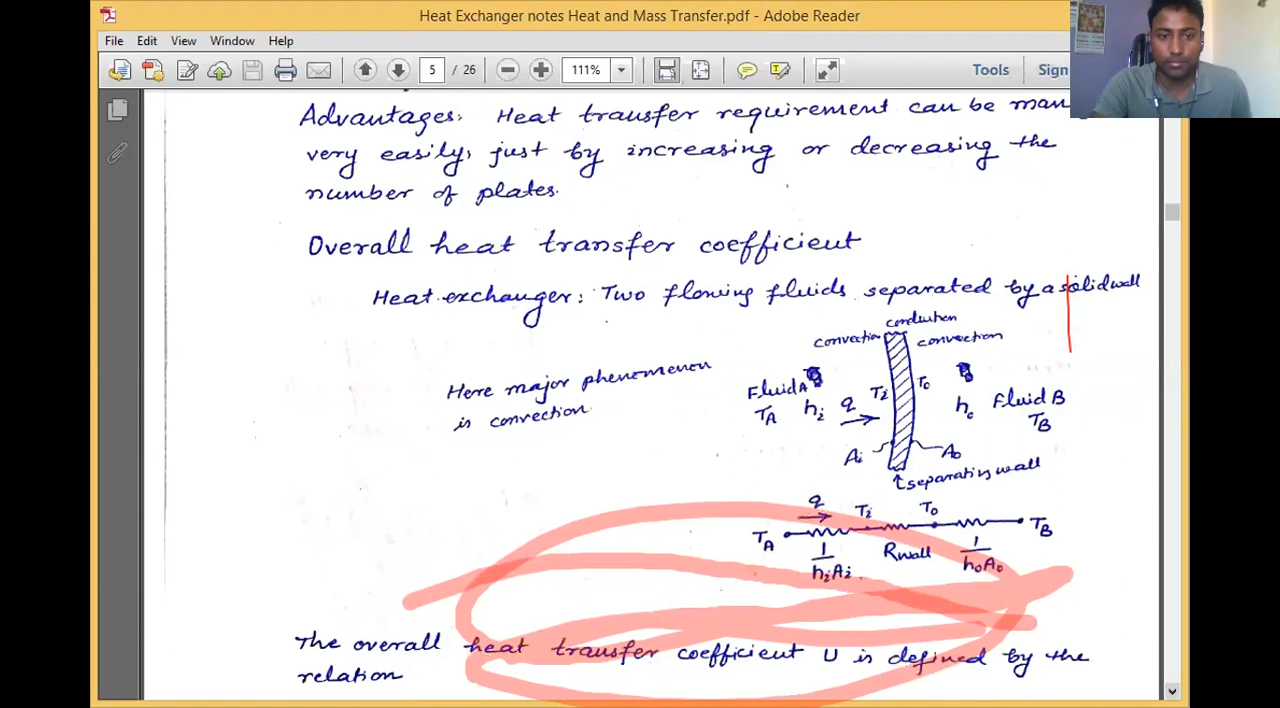 Heat Exchanger notes Heat and Mass Transfer.pdf - Adobe Reader
File Edit View Window Help
5 / 26 111% Tools Sign
Advantages. Heat transfer requirement can be man
very easily, just by increasing or decreasing the
number of plates.
Overall heat transfer coefficient
Heat exchanger: Two flowing fluids separated by a solid wall
conduction
convection convection
Here major phenomenon
is convection
Fluid A Ti To Fluid B
TA hi q hc TB
Ai Ao
↑separating wall
q Ti To
TA TB
1/hiAi Rwall 1/hoAo
The overall heat transfer coefficient U is defined by the
relation